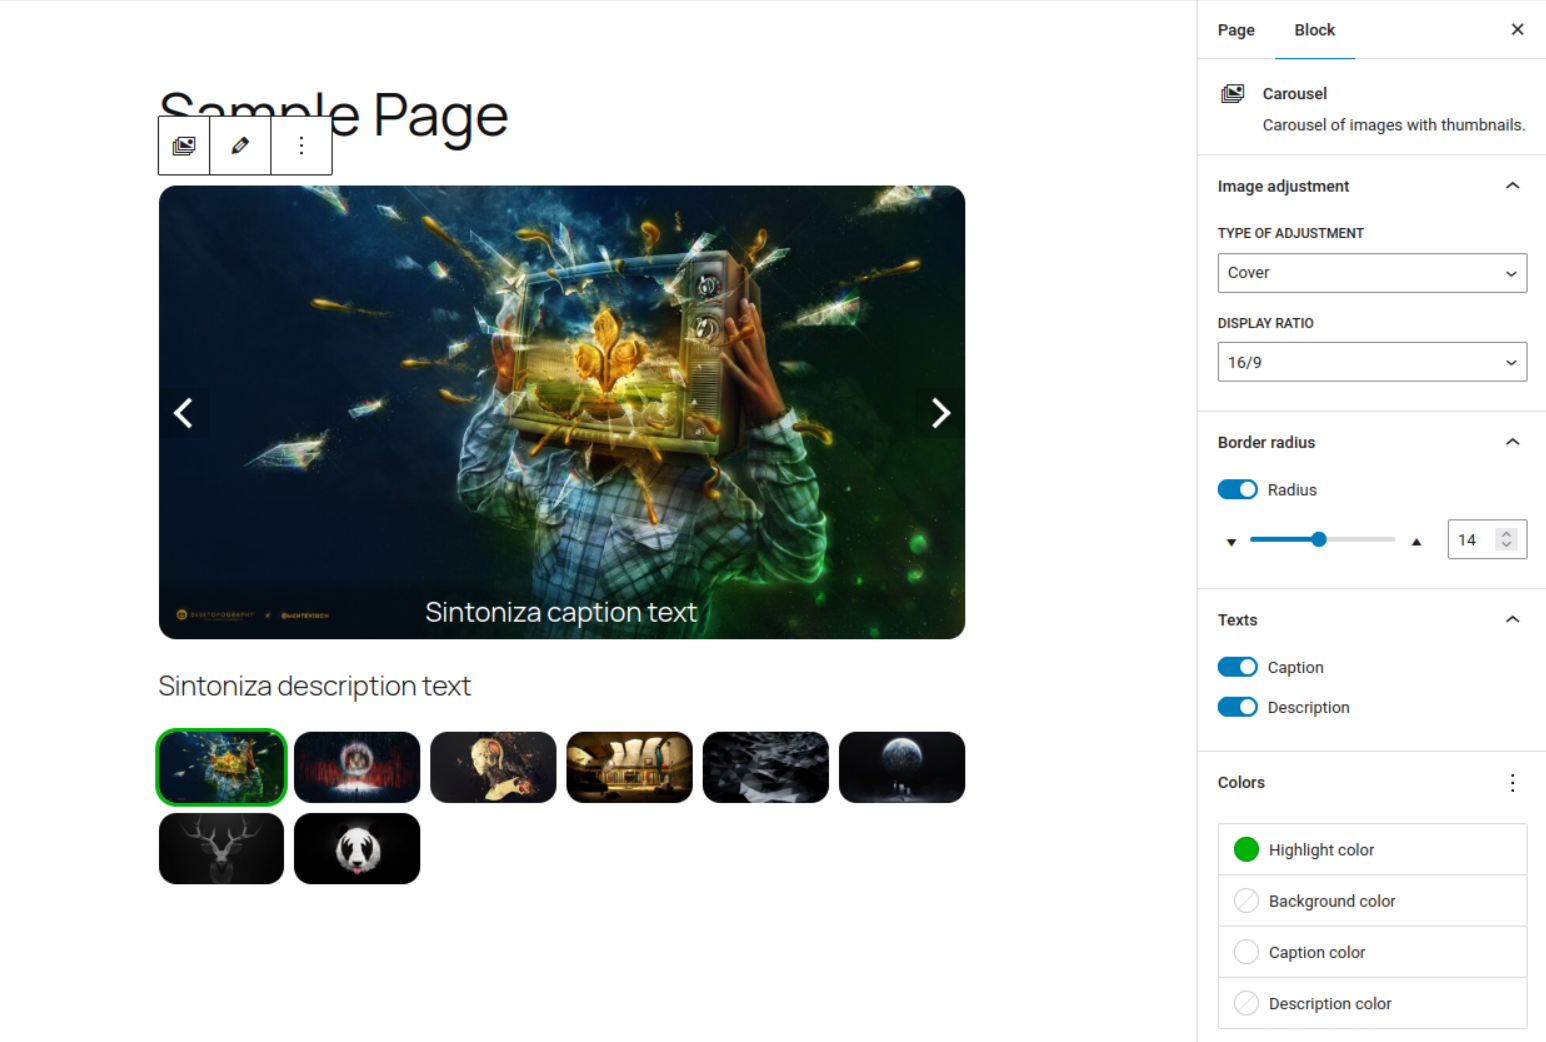 Sample Page
Sintoniza caption text
Sintoniza description text
Page
Block
Carousel
Carousel of images with thumbnails.
Image adjustment
TYPE OF ADJUSTMENT
Cover
DISPLAY RATIO
16/9
Border radius
Radius
14
Texts
Caption
Description
Colors
Highlight color
Background color
Caption color
Description color